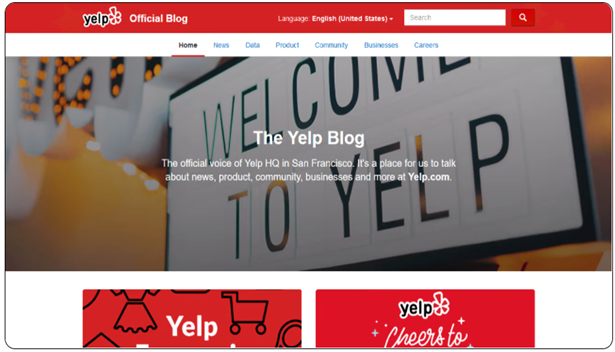 yelp Official Blog
Language: English (United States)
Search
Home News Data Product Community Businesses Careers
WELCOME
TO YELP
The Yelp Blog
The official voice of Yelp HQ in San Francisco. It's a place for us to talk
about news, product, community, businesses and more at Yelp.com.
Yelp
yelp
Cheers to